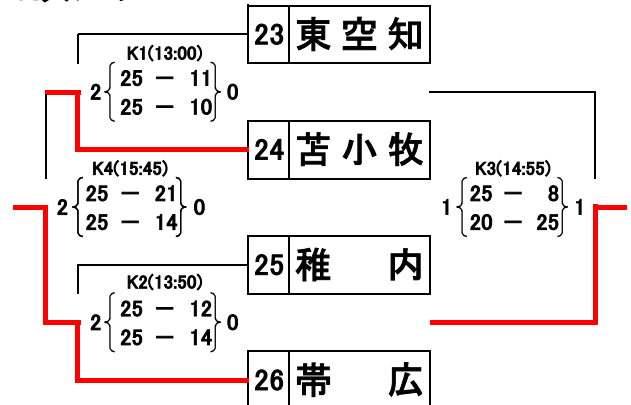 23 東空知
K1(13:00)
2 25 － 11 0
25 － 10
24 苫小牧
K4(15:45)
2 25 － 21 0
25 － 14
K3(14:55)
1 25 － 8 1
20 － 25
25 稚内
K2(13:50)
2 25 － 12 0
25 － 14
26 帯広